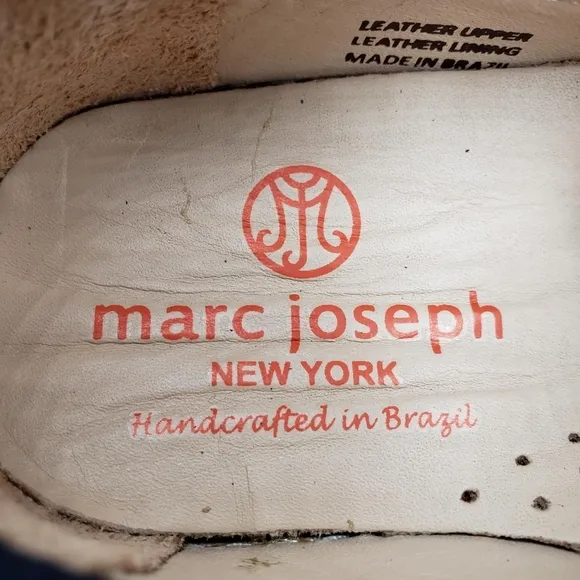 LEATHER UPPER
LEATHER LINING
MADE IN BRAZIL
marc joseph
NEW YORK
Handcrafted in Brazil